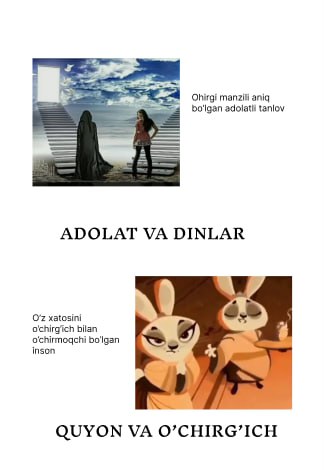 Ohirgi manzili aniq
bo'lgan adolatli tanlov
ADOLAT VA DINLAR
O'z xatosini
o'chirg'ich bilan
o'chirmoqchi bo'lgan
inson
QUYON VA O'CHIRG'ICH